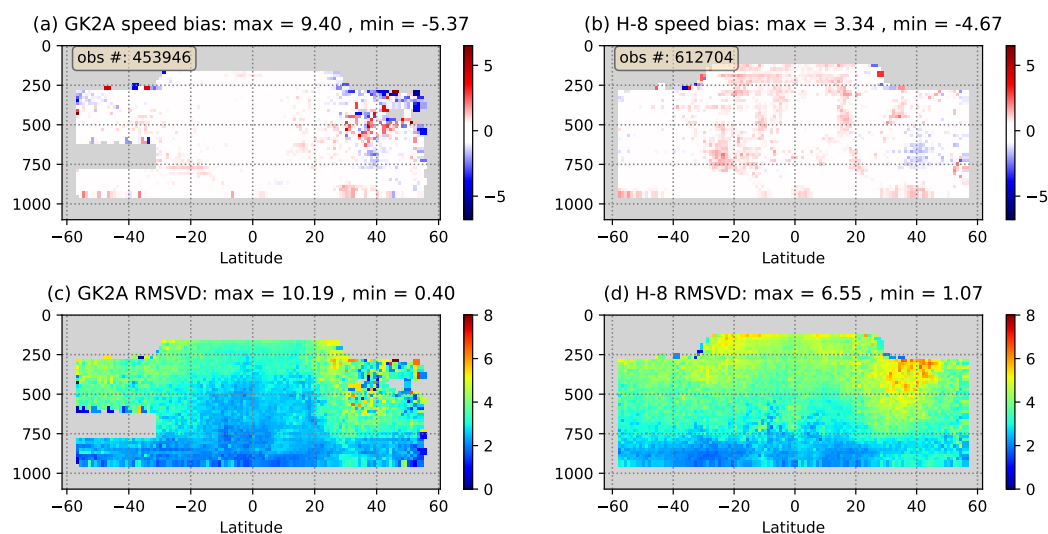 (a) GK2A speed bias: max = 9.40 , min = -5.37
(b) H-8 speed bias: max = 3.34 , min = -4.67
obs #: 453946
obs #: 612704
0
250
500
750
1000
−60 −40 −20 0 20 40 60
Latitude
5
0
−5
0
250
500
750
1000
−60 −40 −20 0 20 40 60
Latitude
5
0
−5
(c) GK2A RMSVD: max = 10.19 , min = 0.40
(d) H-8 RMSVD: max = 6.55 , min = 1.07
0
250
500
750
1000
−60 −40 −20 0 20 40 60
Latitude
8
6
4
2
0
0
250
500
750
1000
−60 −40 −20 0 20 40 60
Latitude
8
6
4
2
0